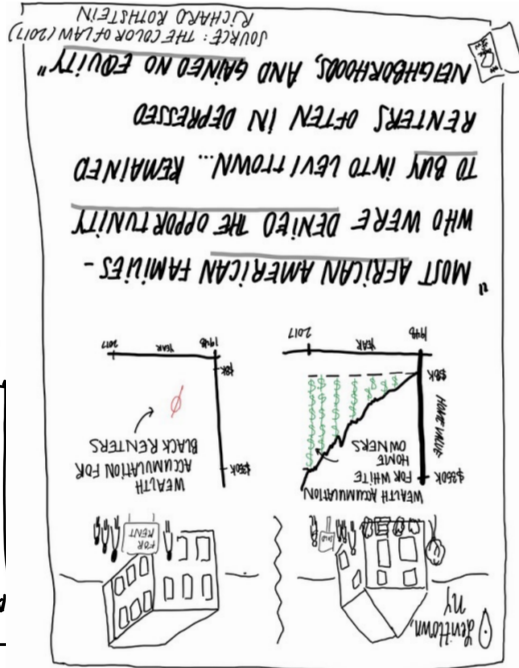 Levittown,
NY
FOR
RENT
WEALTH ACCUMULATION
FOR WHITE
HOME
OWNERS
$350k
HOME VALUE
$8k
1948
YEAR
2017
WEALTH
ACCUMULATION FOR
BLACK RENTERS
$350k
Ø
$8k
1948
YEAR
2017
"MOST AFRICAN AMERICAN FAMILIES -
WHO WERE DENIED THE OPPORTUNITY
TO BUY INTO LEVITTOWN... REMAINED
RENTERS OFTEN IN DEPRESSED
NEIGHBORHOODS, AND GAINED NO EQUITY"
SOURCE: THE COLOR OF LAW (2017)
RICHARD ROTHSTEIN